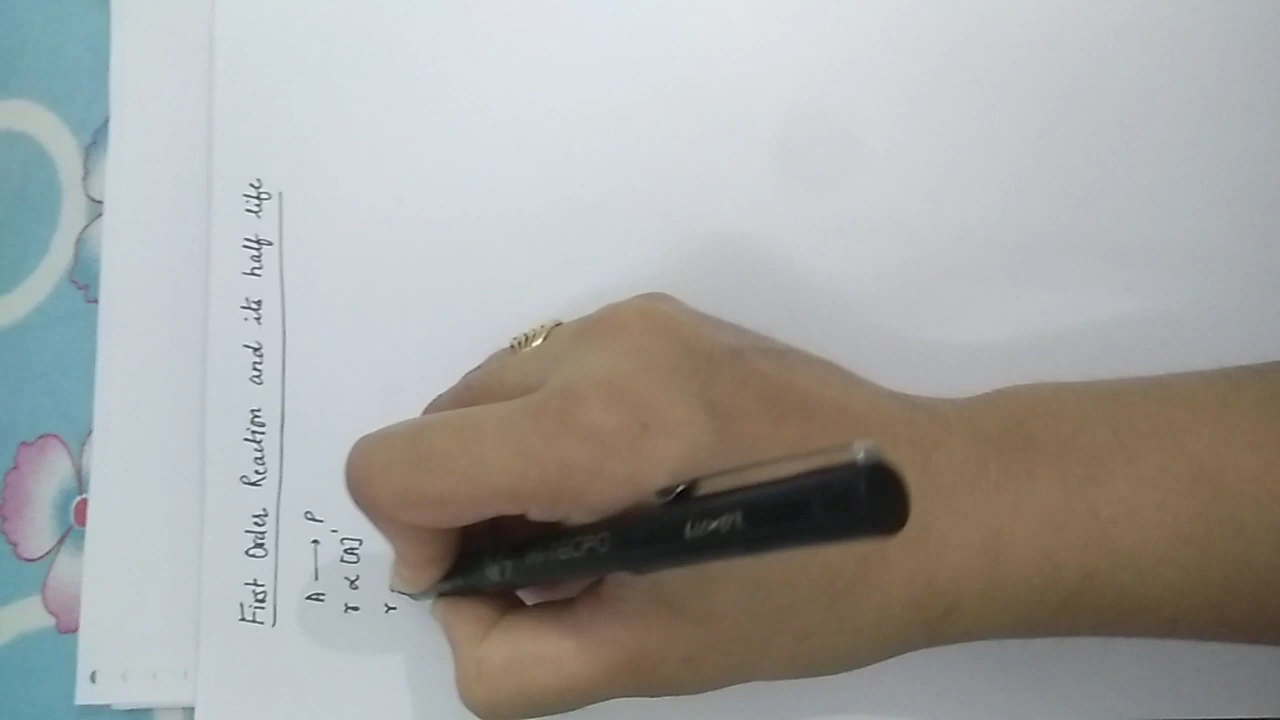 First Order Reaction and its half life
A ⟶ P
r ∝ [A]¹
r